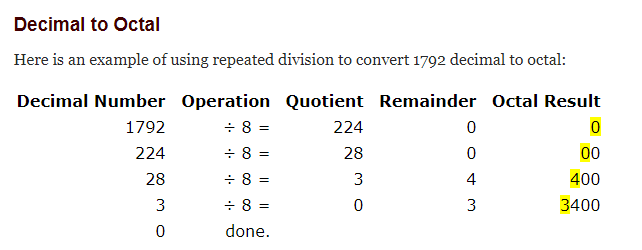 Decimal to Octal
Here is an example of using repeated division to convert 1792 decimal to octal:
Decimal Number Operation Quotient Remainder Octal Result
1792 ÷ 8 = 224 0 0
224 ÷ 8 = 28 0 00
28 ÷ 8 = 3 4 400
3 ÷ 8 = 0 3 3400
0 done.